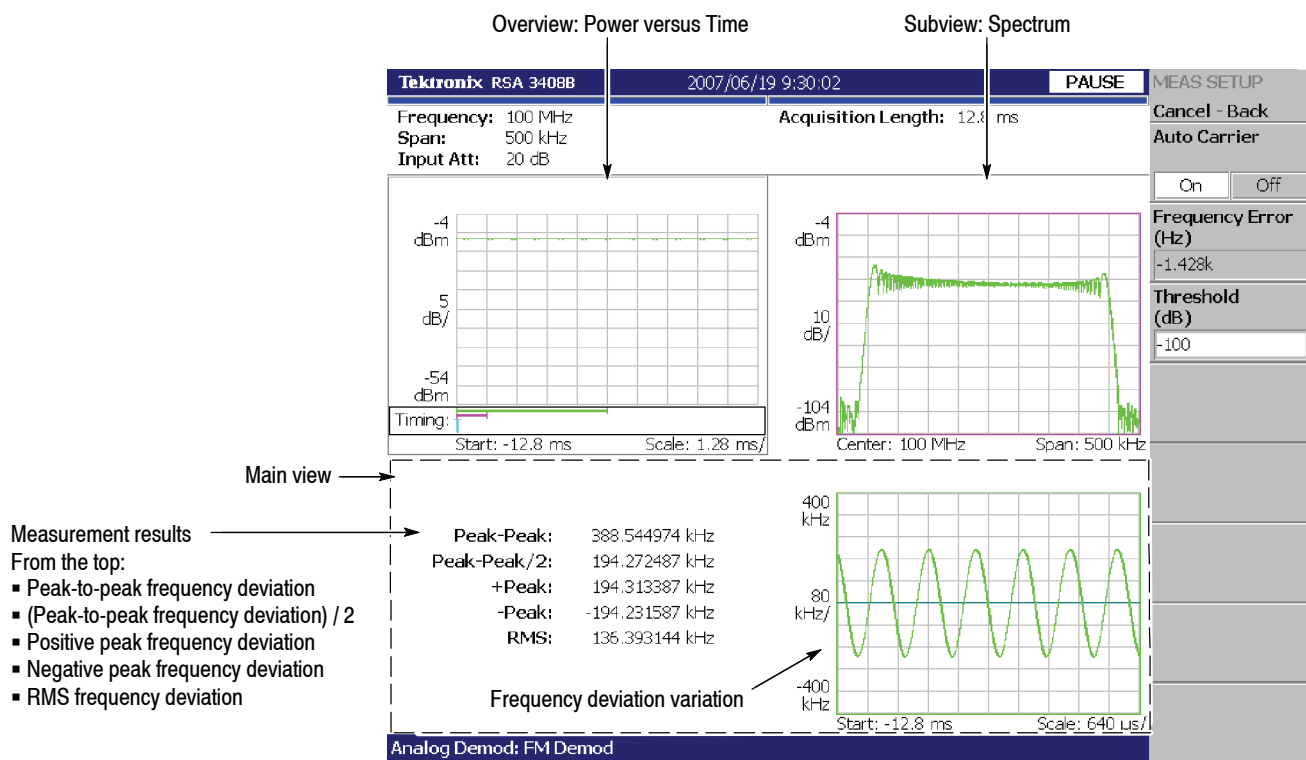 Overview: Power versus Time
Subview: Spectrum
Tektronix RSA 3408B 2007/06/19 9:30:02 PAUSE
Frequency: 100 MHz
Span: 500 kHz
Input Att: 20 dB
Acquisition Length: 12.8 ms
MEAS SETUP
Cancel - Back
Auto Carrier
On Off
Frequency Error
(Hz)
-1.428k
Threshold
(dB)
-100
-4
dBm
5
dB/
-54
dBm
Timing:
Start: -12.8 ms Scale: 1.28 ms/
-4
dBm
10
dB/
-104
dBm
Center: 100 MHz Span: 500 kHz
Main view
Measurement results
From the top:
▪ Peak-to-peak frequency deviation
▪ (Peak-to-peak frequency deviation) / 2
▪ Positive peak frequency deviation
▪ Negative peak frequency deviation
▪ RMS frequency deviation
Peak-Peak: 388.544974 kHz
Peak-Peak/2: 194.272487 kHz
+Peak: 194.313387 kHz
-Peak: -194.231587 kHz
RMS: 136.393144 kHz
Frequency deviation variation
400
kHz
80
kHz/
-400
kHz
Start: -12.8 ms Scale: 640 µs/
Analog Demod: FM Demod